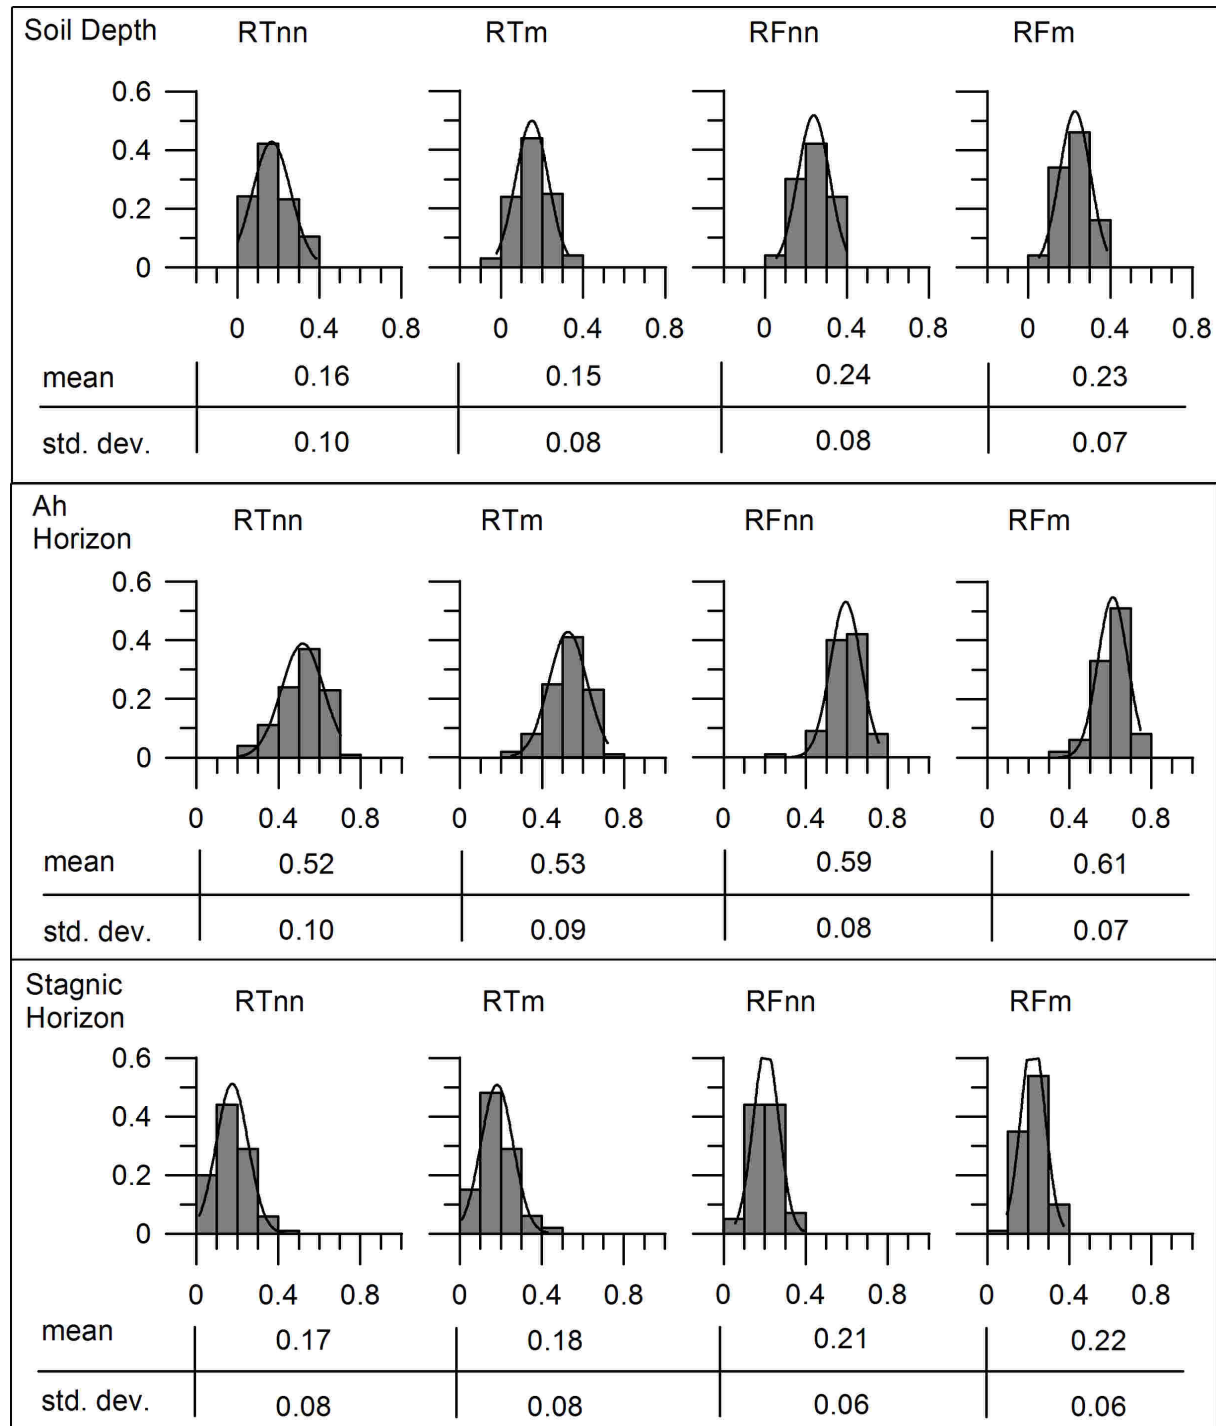 Soil Depth RTnn RTm RFnn RFm
0.6
0.4
0.2
0
0 0.4 0.8 0 0.4 0.8 0 0.4 0.8 0 0.4 0.8
mean 0.16 0.15 0.24 0.23
std. dev. 0.10 0.08 0.08 0.07
Ah
Horizon
RTnn RTm RFnn RFm
0.6
0.4
0.2
0
0 0.4 0.8 0 0.4 0.8 0 0.4 0.8 0 0.4 0.8
mean 0.52 0.53 0.59 0.61
std. dev. 0.10 0.09 0.08 0.07
Stagnic
Horizon
RTnn RTm RFnn RFm
0.6
0.4
0.2
0
0 0.4 0.8 0 0.4 0.8 0 0.4 0.8 0 0.4 0.8
mean 0.17 0.18 0.21 0.22
std. dev. 0.08 0.08 0.06 0.06